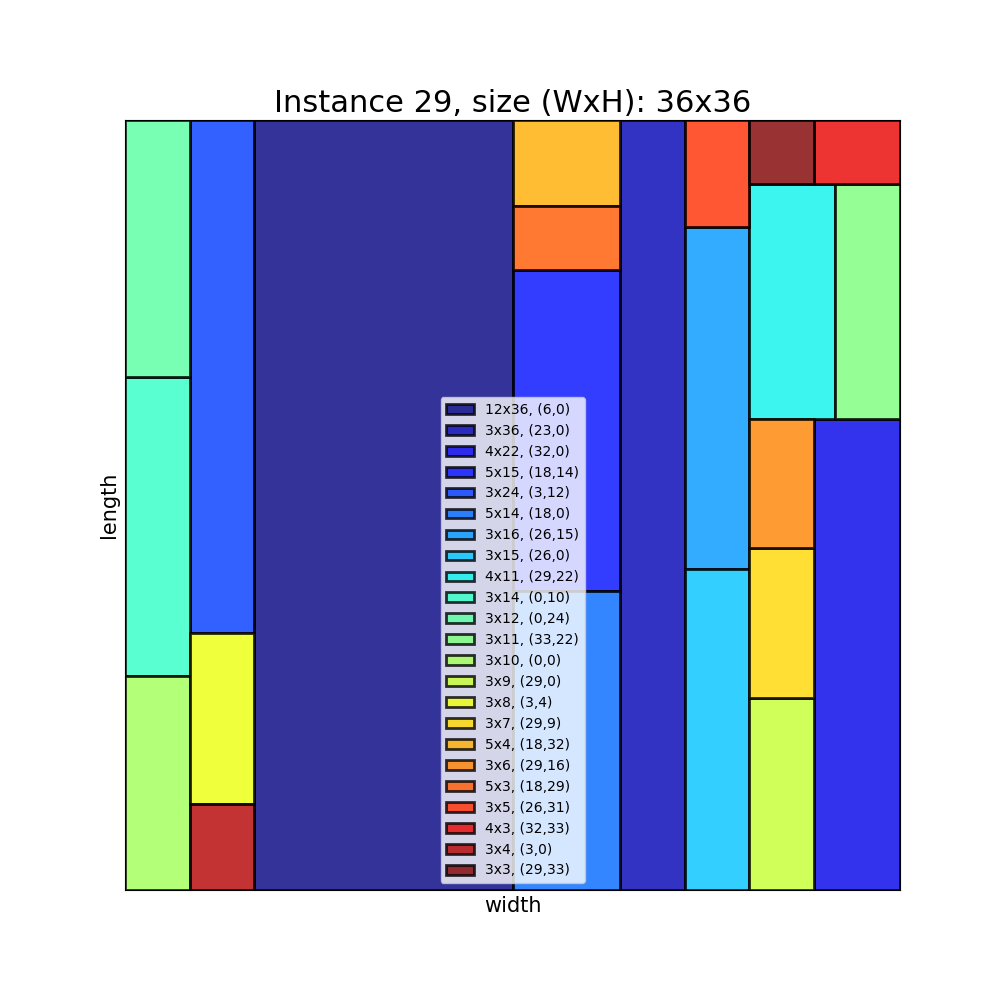 Instance 29, size (WxH): 36x36
length
12x36, (6,0)
3x36, (23,0)
4x22, (32,0)
5x15, (18,14)
3x24, (3,12)
5x14, (18,0)
3x16, (26,15)
3x15, (26,0)
4x11, (29,22)
3x14, (0,10)
3x12, (0,24)
3x11, (33,22)
3x10, (0,0)
3x9, (29,0)
3x8, (3,4)
3x7, (29,9)
5x4, (18,32)
3x6, (29,16)
5x3, (18,29)
3x5, (26,31)
4x3, (32,33)
3x4, (3,0)
3x3, (29,33)
width